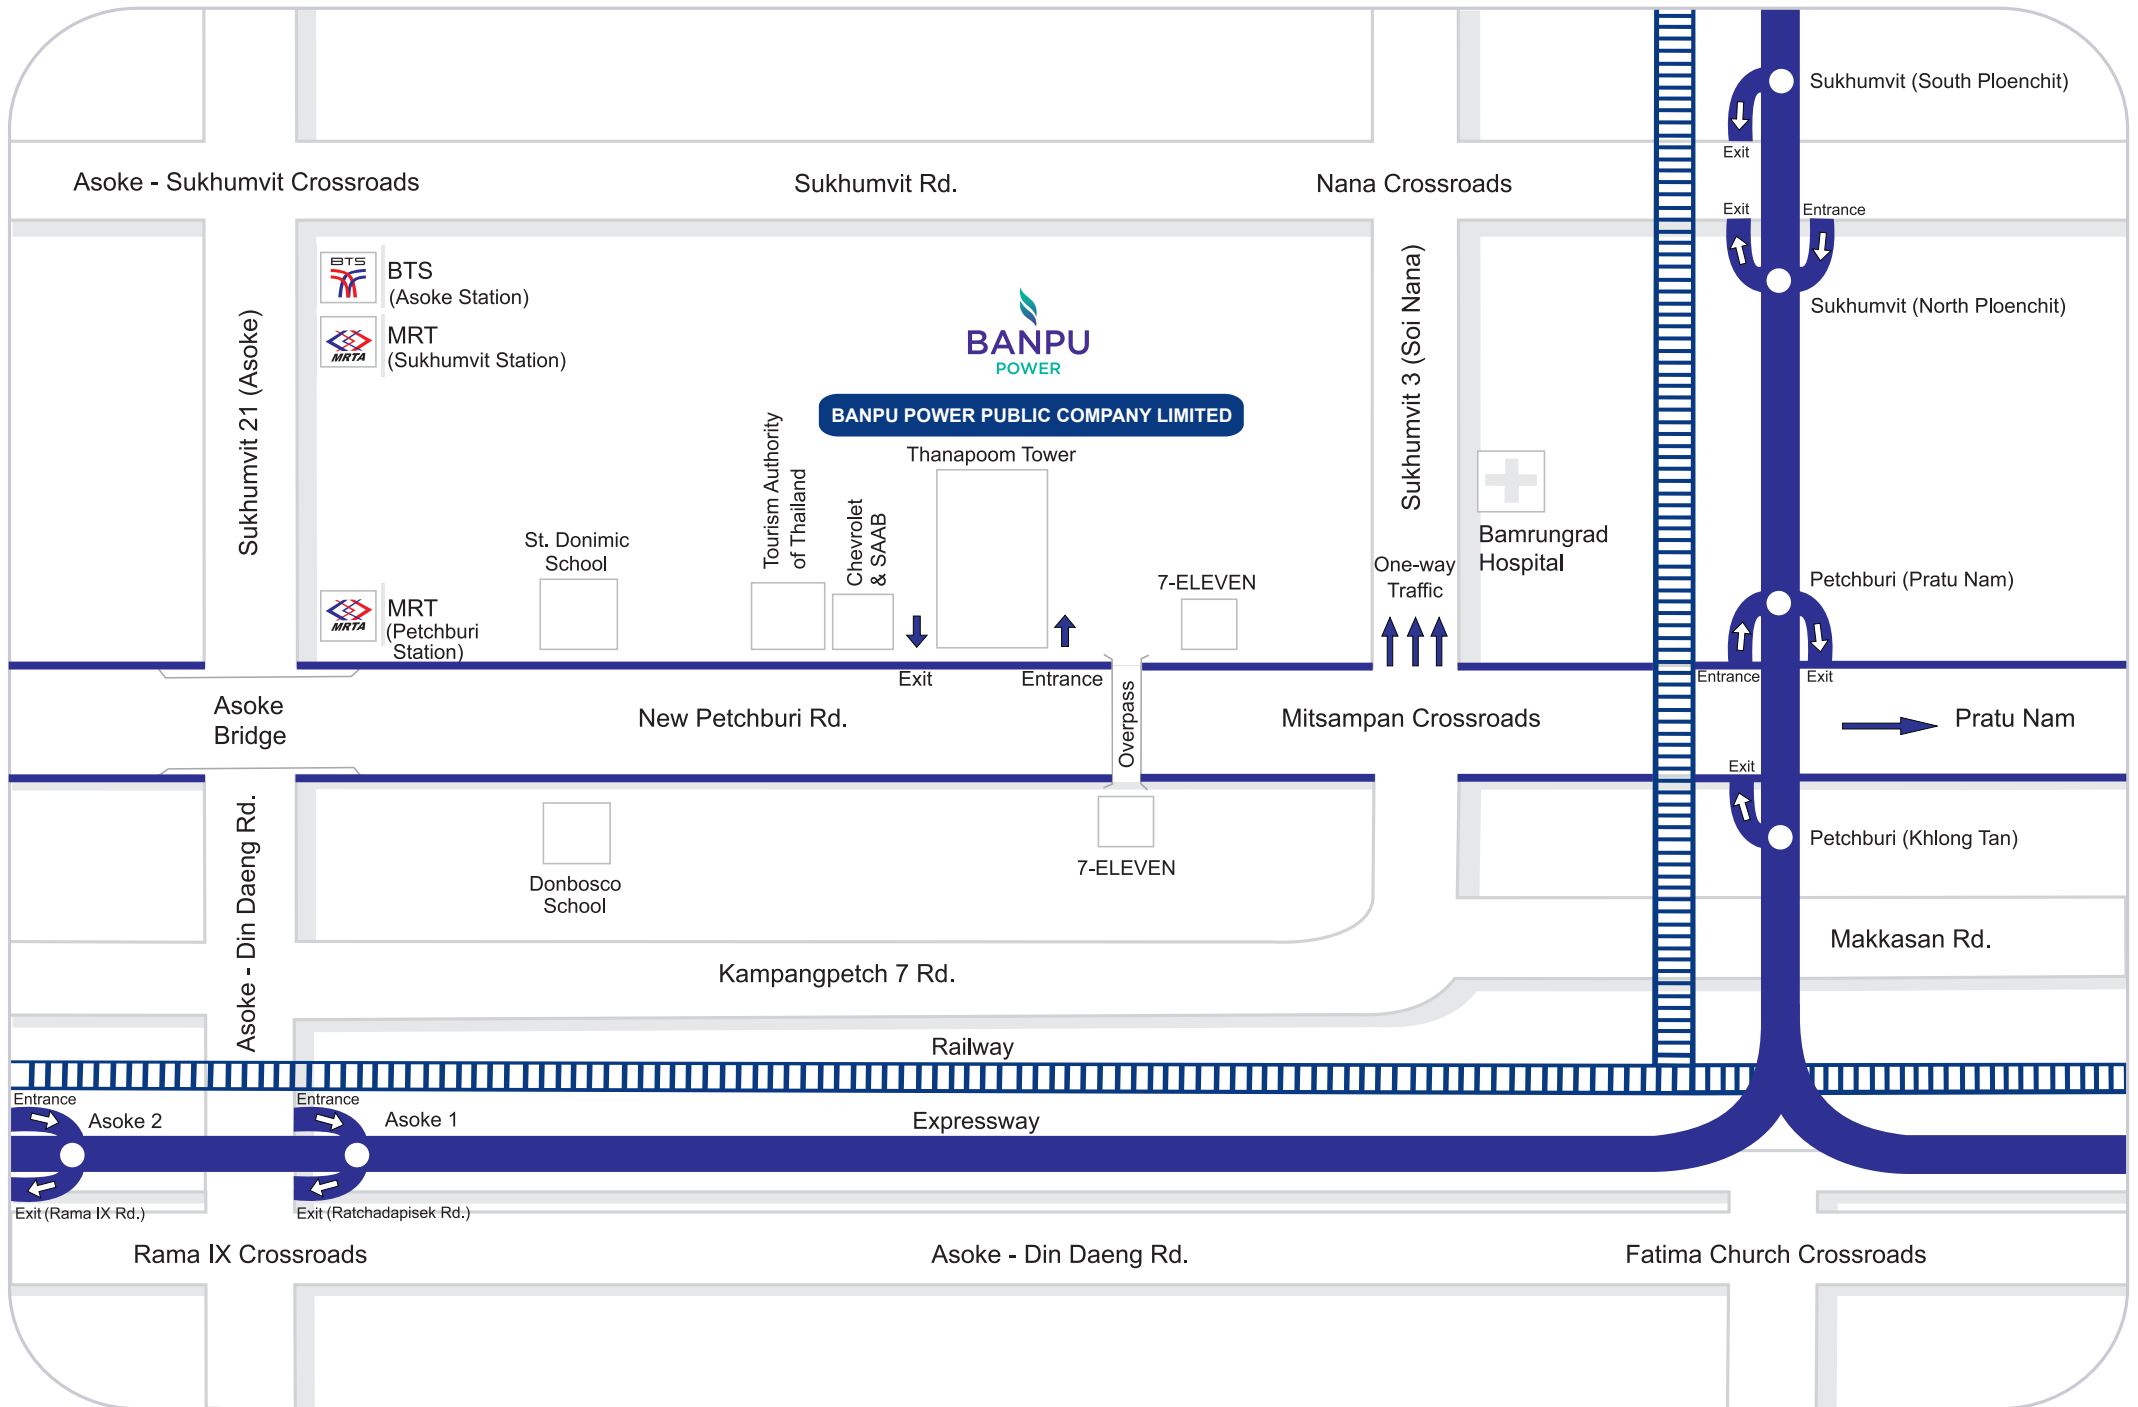 Sukhumvit (South Ploenchit)
Exit
Asoke - Sukhumvit Crossroads
Sukhumvit Rd.
Nana Crossroads
Exit
Entrance
Sukhumvit (North Ploenchit)
BTS
BTS
(Asoke Station)
MRTA
MRT
(Sukhumvit Station)
Sukhumvit 21 (Asoke)
BANPU
POWER
BANPU POWER PUBLIC COMPANY LIMITED
Thanapoom Tower
Sukhumvit 3 (Soi Nana)
Tourism Authority
of Thailand
Chevrolet
& SAAB
St. Donimic
School
7-ELEVEN
One-way
Traffic
Bamrungrad
Hospital
Petchburi (Pratu Nam)
MRTA
MRT
(Petchburi
Station)
Exit
Entrance
Entrance
Exit
Asoke
Bridge
New Petchburi Rd.
Overpass
Mitsampan Crossroads
Pratu Nam
Exit
Petchburi (Khlong Tan)
Asoke - Din Daeng Rd.
Donbosco
School
7-ELEVEN
Makkasan Rd.
Kampangpetch 7 Rd.
Railway
Entrance
Asoke 2
Entrance
Asoke 1
Expressway
Exit (Rama IX Rd.)
Exit (Ratchadapisek Rd.)
Rama IX Crossroads
Asoke - Din Daeng Rd.
Fatima Church Crossroads